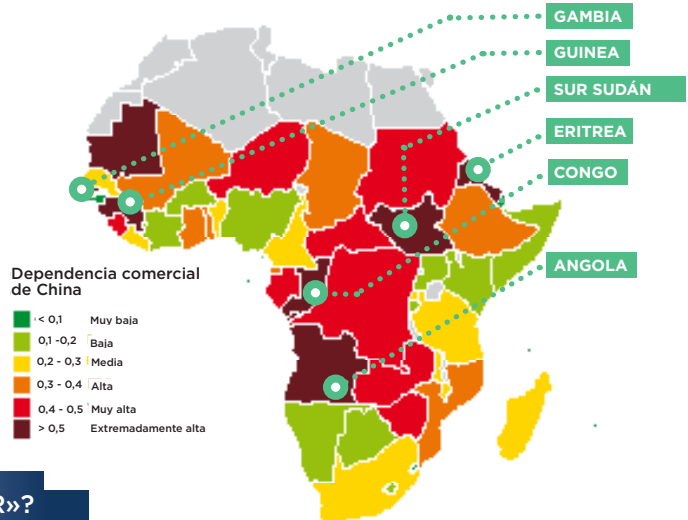 GAMBIA
GUINEA
SUR SUDÁN
ERITREA
CONGO
ANGOLA
Dependencia comercial
de China
< 0,1 Muy baja
0,1 -0,2 Baja
0,2 - 0,3 Media
0,3 - 0,4 Alta
0,4 - 0,5 Muy alta
> 0,5 Extremadamente alta
R»?